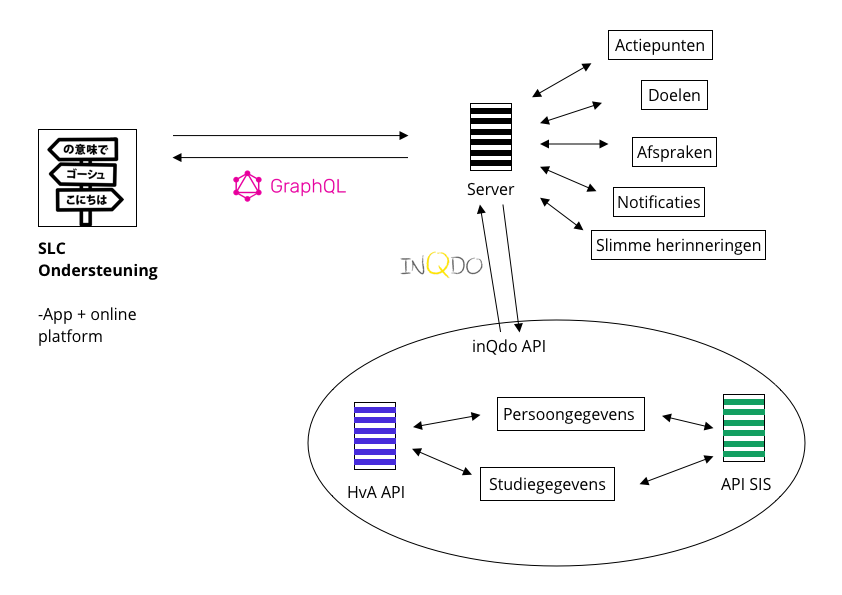 Actiepunten
Doelen
Afspraken
Notificaties
Slimme herinneringen
Server
GraphQL
の意味で
ゴーシュ
こにちは
SLC
Ondersteuning
-App + online
platform
INQDO
inQdo API
Persoongegevens
Studiegegevens
HvA API
API SIS